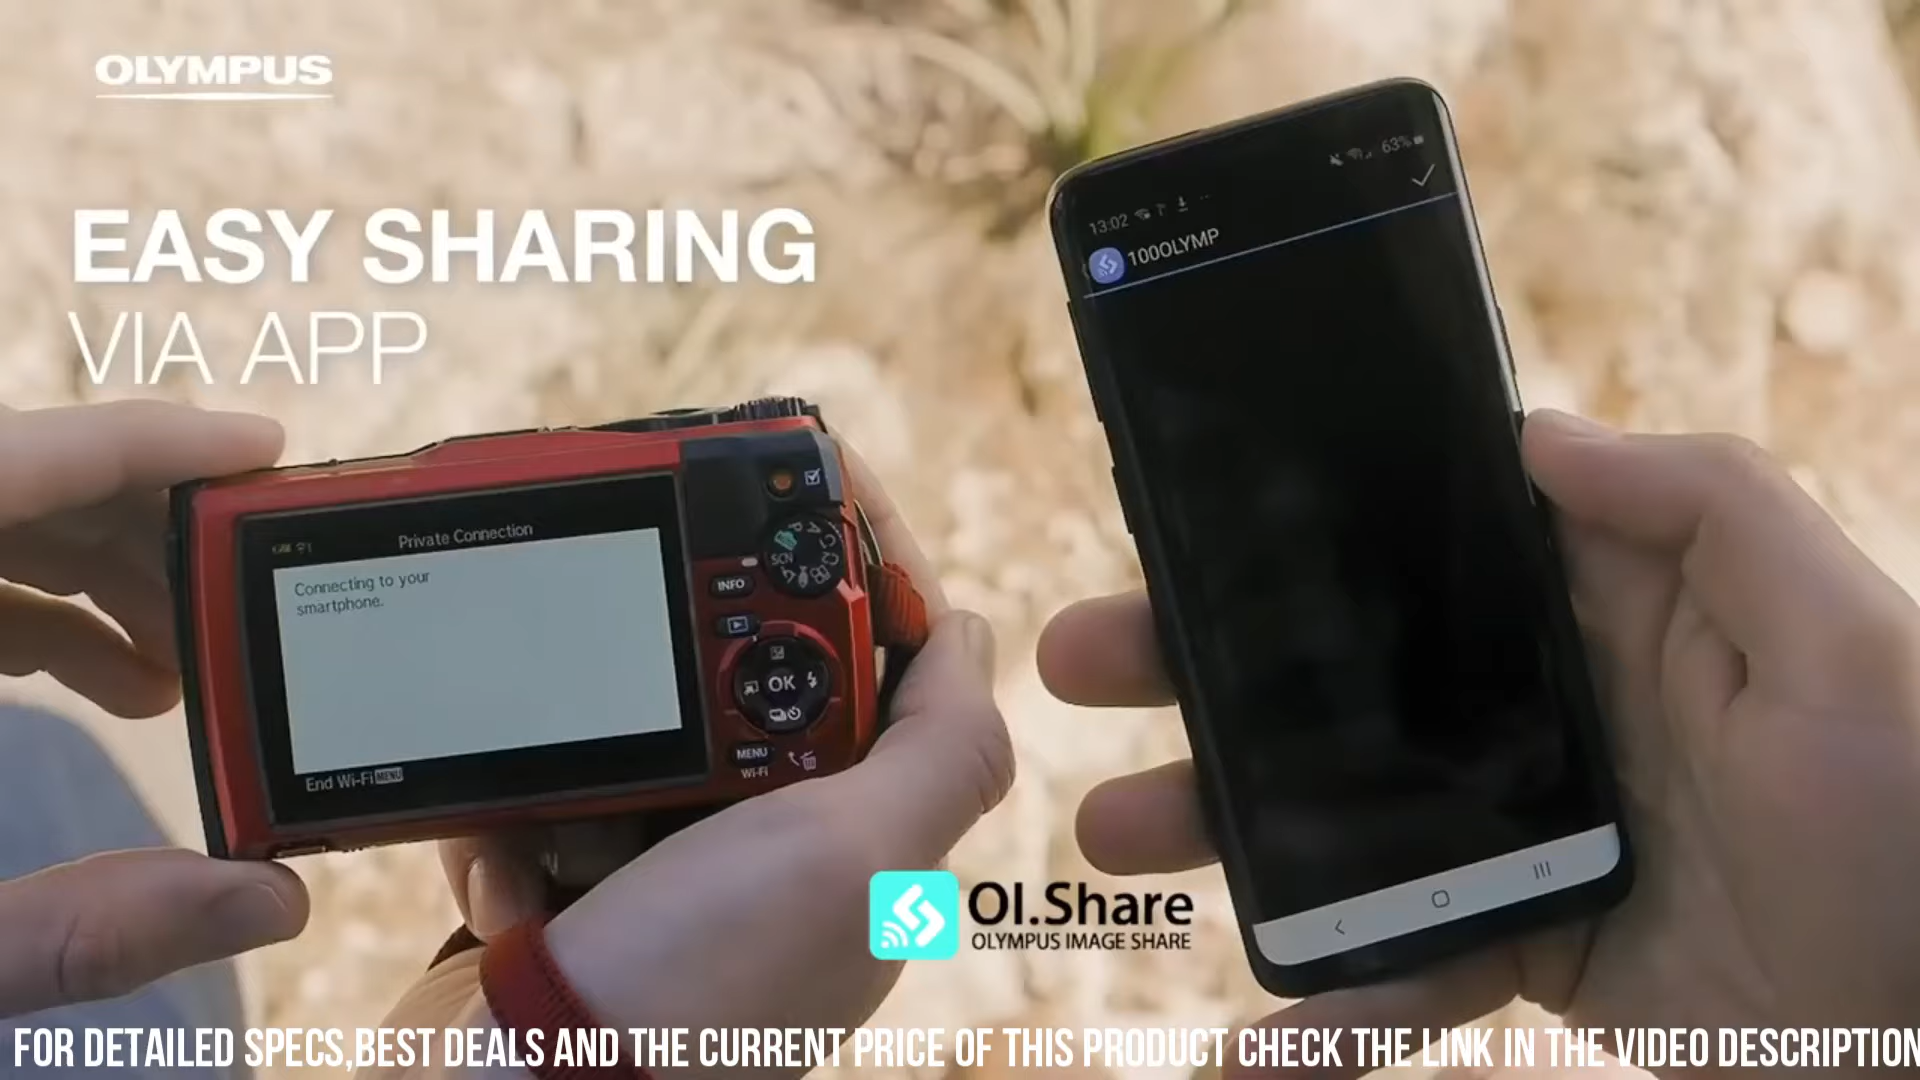 OLYMPUS
EASY SHARING
VIA APP
63%
13:02
100OLYMP
Private Connection
Connecting to your
smartphone.
End Wi-Fi MENU
SCN
INFO
OK
MENU
Wi-Fi
OI.Share
OLYMPUS IMAGE SHARE
FOR DETAILED SPECS,BEST DEALS AND THE CURRENT PRICE OF THIS PRODUCT CHECK THE LINK IN THE VIDEO DESCRIPTION